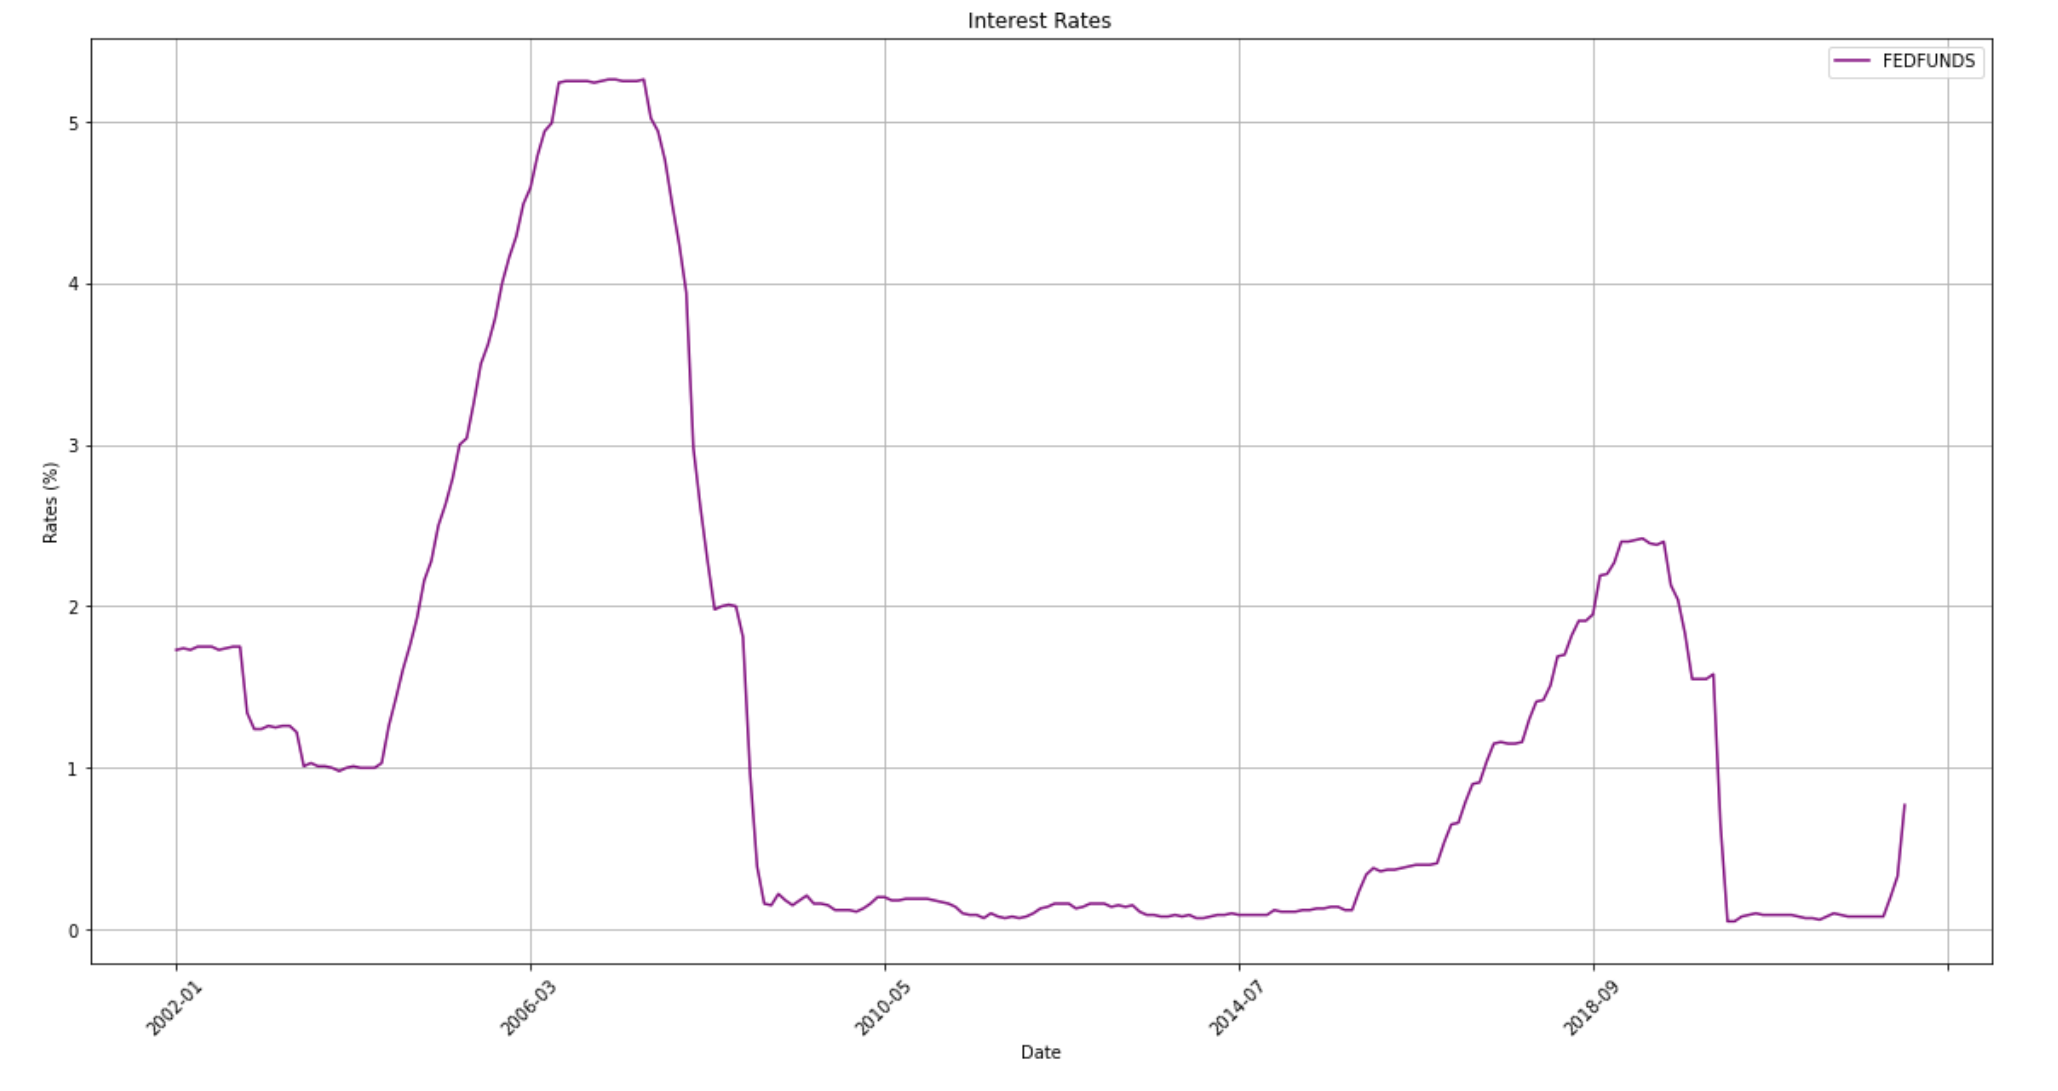 Interest Rates
FEDFUNDS
5
4
3
2
1
0
Rates (%)
2002-01
2006-03
2010-05
2014-07
2018-09
Date